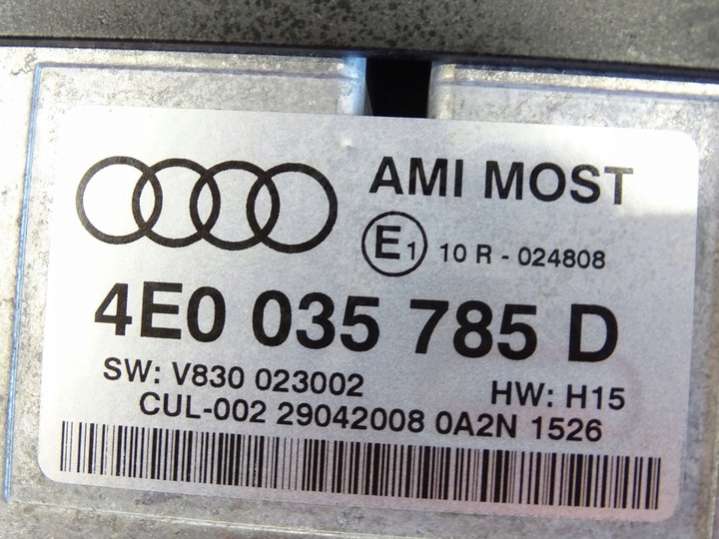 AMI MOST
E1 10 R - 024808
4E0 035 785 D
SW: V830 023002 HW: H15
CUL-002 29042008 0A2N 1526